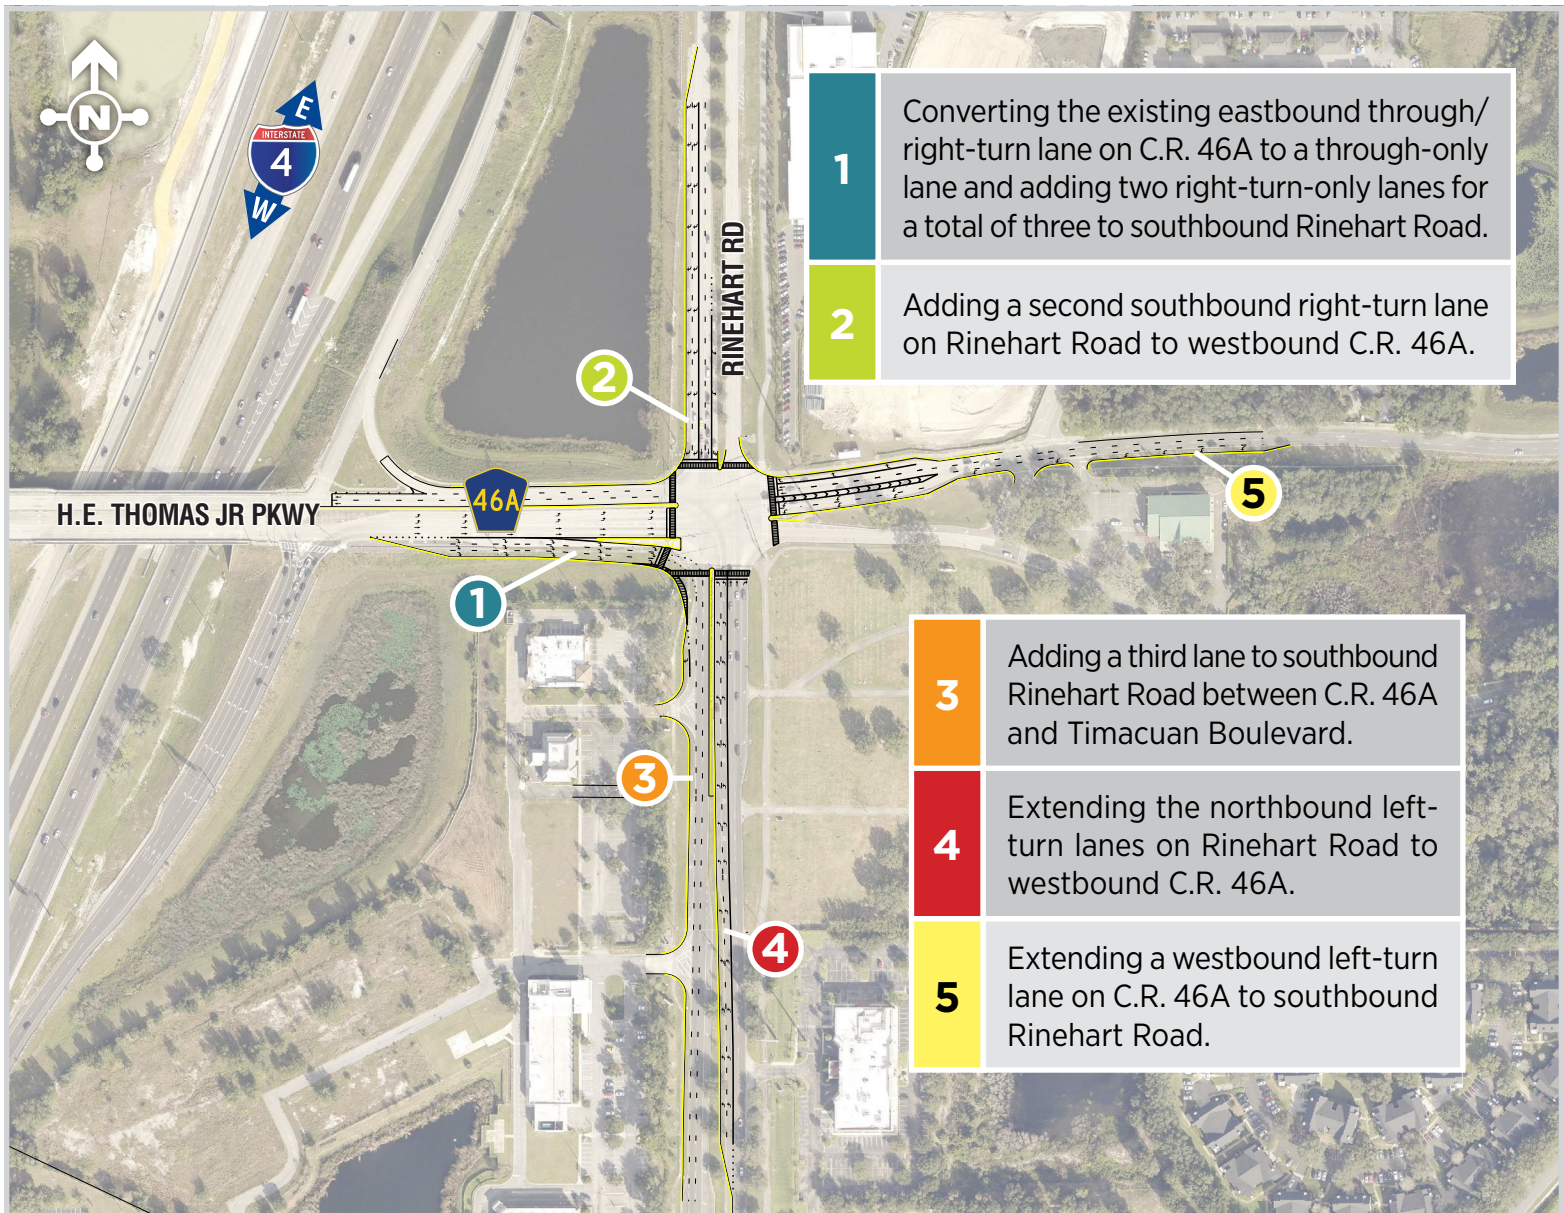 N
E
INTERSTATE
4
W
RINEHART RD
1
Converting the existing eastbound through/
right-turn lane on C.R. 46A to a through-only
lane and adding two right-turn-only lanes for
a total of three to southbound Rinehart Road.
2
Adding a second southbound right-turn lane
on Rinehart Road to westbound C.R. 46A.
2
46A
H.E. THOMAS JR PKWY
5
1
3
4
3
Adding a third lane to southbound
Rinehart Road between C.R. 46A
and Timacuan Boulevard.
4
Extending the northbound left-
turn lanes on Rinehart Road to
westbound C.R. 46A.
5
Extending a westbound left-turn
lane on C.R. 46A to southbound
Rinehart Road.